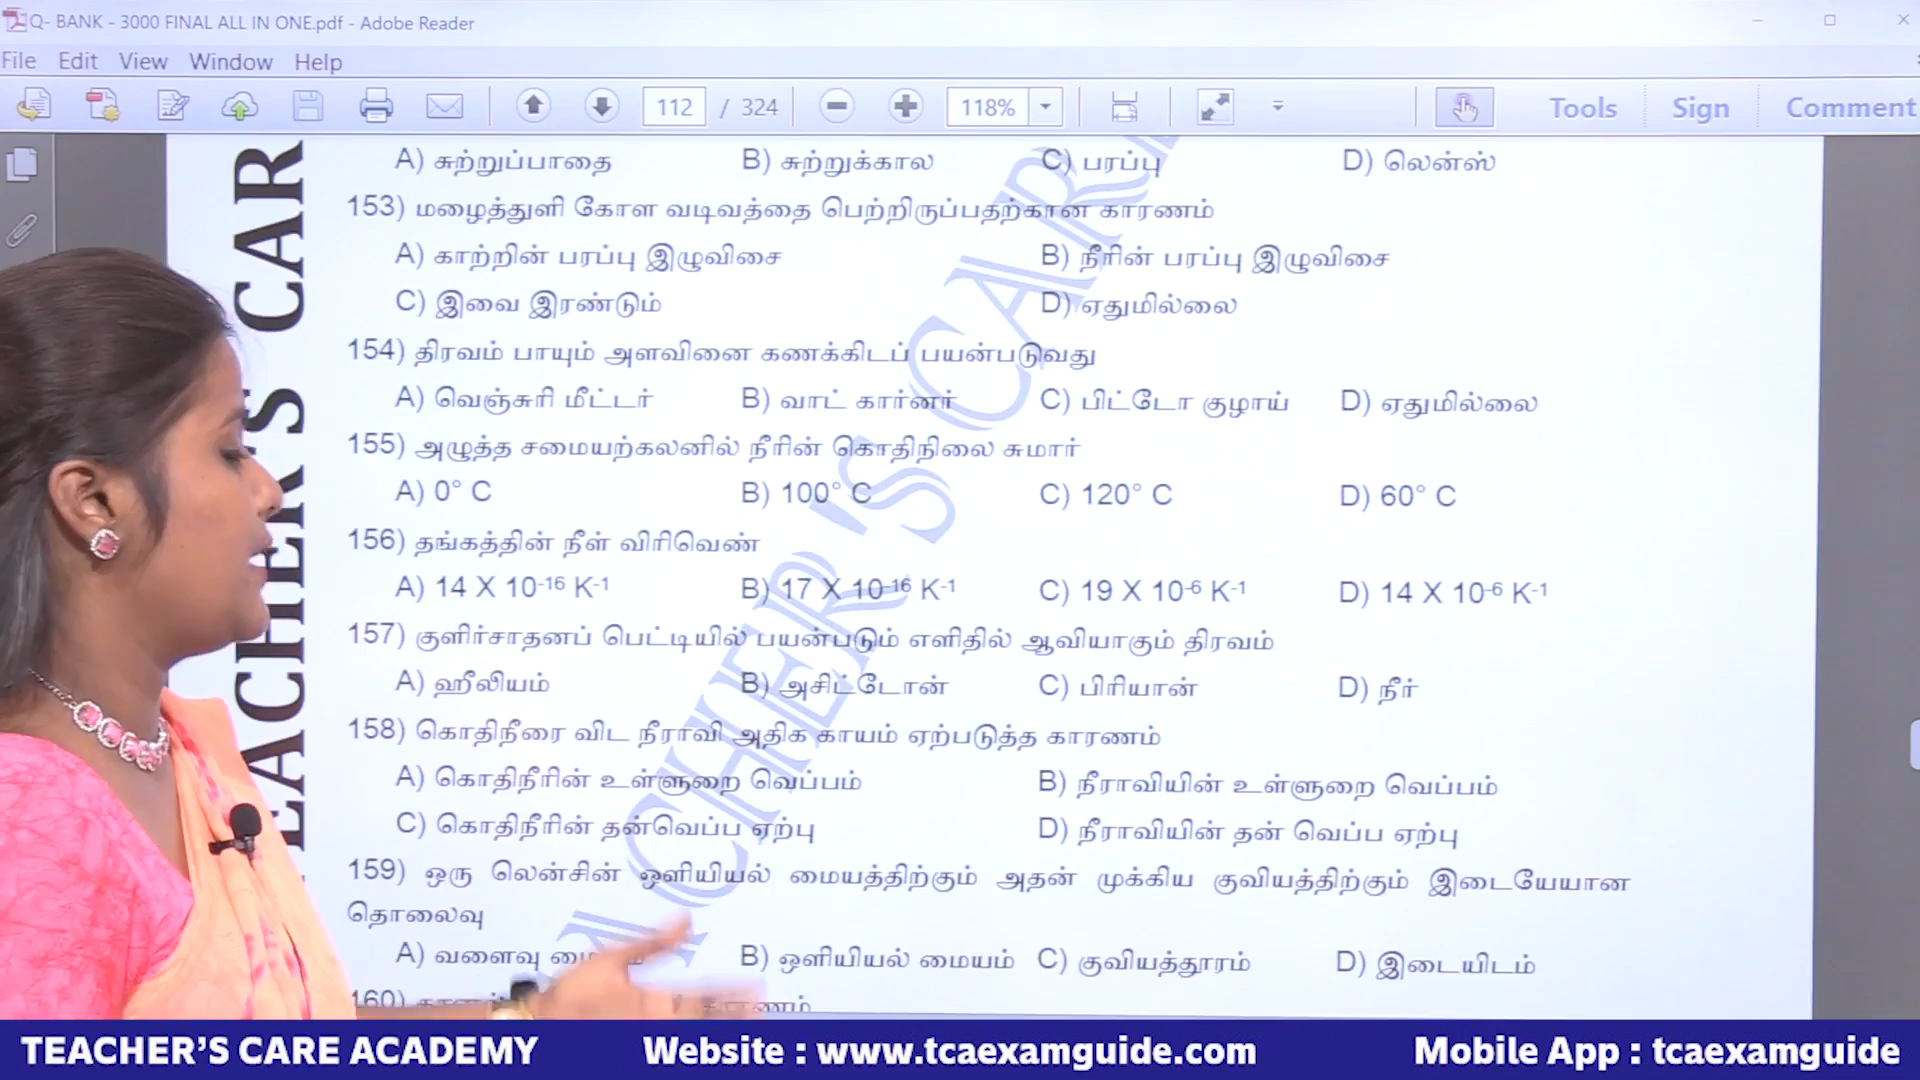 Q- BANK - 3000 FINAL ALL IN ONE.pdf - Adobe Reader
File Edit View Window Help
112 / 324 118% Tools Sign Comment
A) சுற்றுப்பாதை B) சுற்றுக்கால C) பரப்பு D) லென்ஸ்
153) மழைத்துளி கோள வடிவத்தை பெற்றிருப்பதற்கான காரணம்
A) காற்றின் பரப்பு இழுவிசை B) நீரின் பரப்பு இழுவிசை
C) இவை இரண்டும் D) ஏதுமில்லை
154) திரவம் பாயும் அளவினை கணக்கிடப் பயன்படுவது
A) வெஞ்சுரி மீட்டர் B) வாட் கார்னர் C) பிட்டோ குழாய் D) ஏதுமில்லை
155) அழுத்த சமையற்கலனில் நீரின் கொதிநிலை சுமார்
A) 0° C B) 100° C C) 120° C D) 60° C
156) தங்கத்தின் நீள் விரிவெண்
A) 14 X 10-16 K-1 B) 17 X 10-16 K-1 C) 19 X 10-6 K-1 D) 14 X 10-6 K-1
157) குளிர்சாதனப் பெட்டியில் பயன்படும் எளிதில் ஆவியாகும் திரவம்
A) ஹீலியம் B) அசிட்டோன் C) பிரியான் D) நீர்
158) கொதிநீரை விட நீராவி அதிக காயம் ஏற்படுத்த காரணம்
A) கொதிநீரின் உள்ளுறை வெப்பம் B) நீராவியின் உள்ளுறை வெப்பம்
C) கொதிநீரின் தன்வெப்ப ஏற்பு D) நீராவியின் தன் வெப்ப ஏற்பு
159) ஒரு லென்சின் ஒளியியல் மையத்திற்கும் அதன் முக்கிய குவியத்திற்கும் இடையேயான
தொலைவு
A) வளைவு B) ஒளியியல் மையம் C) குவியத்தூரம் D) இடையிடம்
160)
TEACHER'S CARE ACADEMY Website : www.tcaexamguide.com Mobile App : tcaexamguide